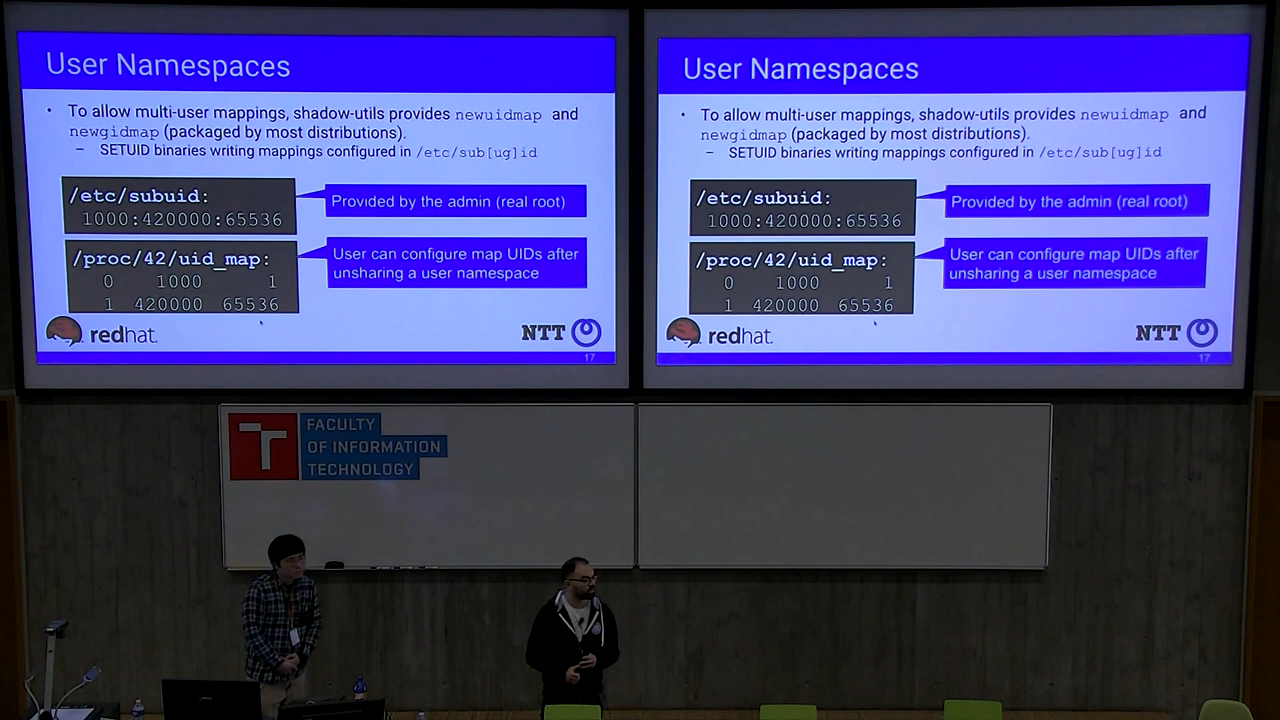 User Namespaces
• To allow multi-user mappings, shadow-utils provides newuidmap and
newgidmap (packaged by most distributions).
– SETUID binaries writing mappings configured in /etc/sub[ug]id
/etc/subuid:
1000:420000:65536
Provided by the admin (real root)
/proc/42/uid_map:
0 1000 1
1 420000 65536
User can configure map UIDs after
unsharing a user namespace
redhat.
NTT
17
User Namespaces
• To allow multi-user mappings, shadow-utils provides newuidmap and
newgidmap (packaged by most distributions).
– SETUID binaries writing mappings configured in /etc/sub[ug]id
/etc/subuid:
1000:420000:65536
Provided by the admin (real root)
/proc/42/uid_map:
0 1000 1
1 420000 65536
User can configure map UIDs after
unsharing a user namespace
redhat.
NTT
17
FACULTY
OF INFORMATION
TECHNOLOGY